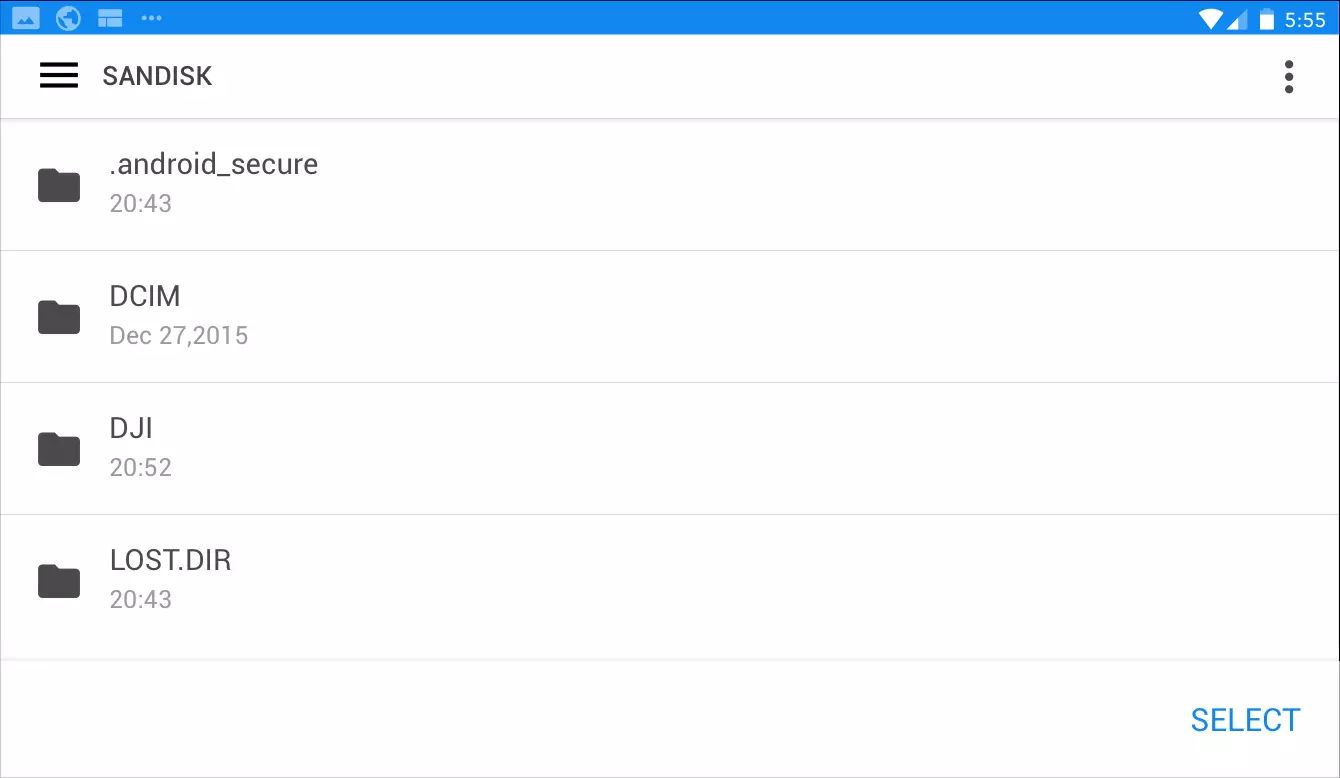 5:55
SANDISK
.android_secure
20:43
DCIM
Dec 27,2015
DJI
20:52
LOST.DIR
20:43
SELECT